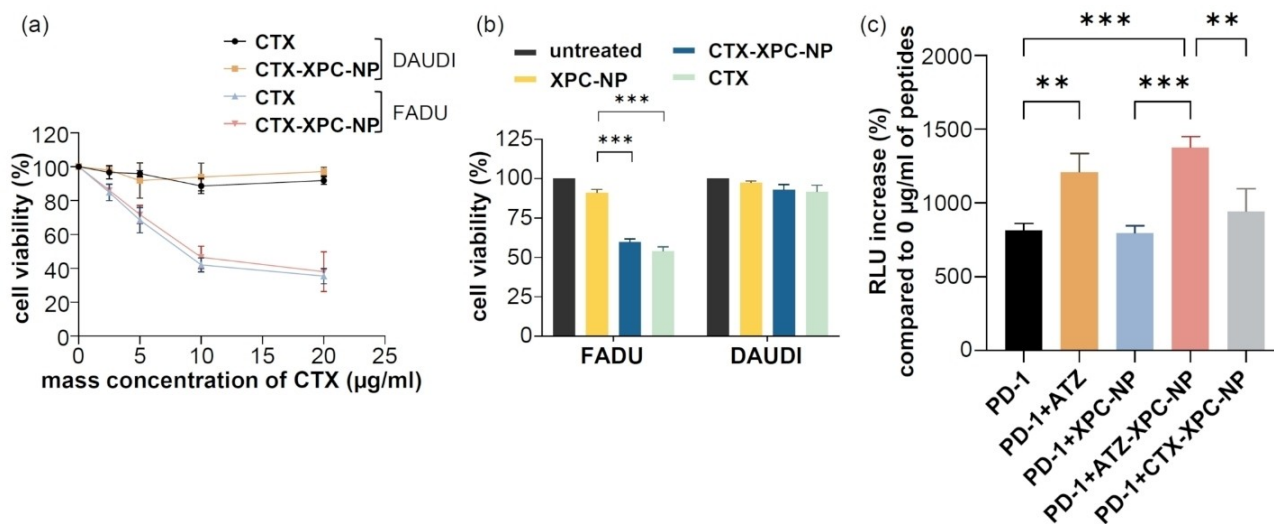 (a)
CTX
CTX-XPC-NP
DAUDI
CTX
CTX-XPC-NP
FADU
cell viability (%)
120
100
80
60
40
20
0
0 5 10 15 20 25
mass concentration of CTX (µg/ml)
(b)
untreated
CTX-XPC-NP
XPC-NP
CTX
***
***
cell viability (%)
125
100
75
50
25
0
FADU DAUDI
(c)
*** **
** ***
RLU increase (%)
compared to 0 µg/ml of peptides
2000
1500
1000
500
0
PD-1
PD-1+ATZ
PD-1+XPC-NP
PD-1+ATZ-XPC-NP
PD-1+CTX-XPC-NP